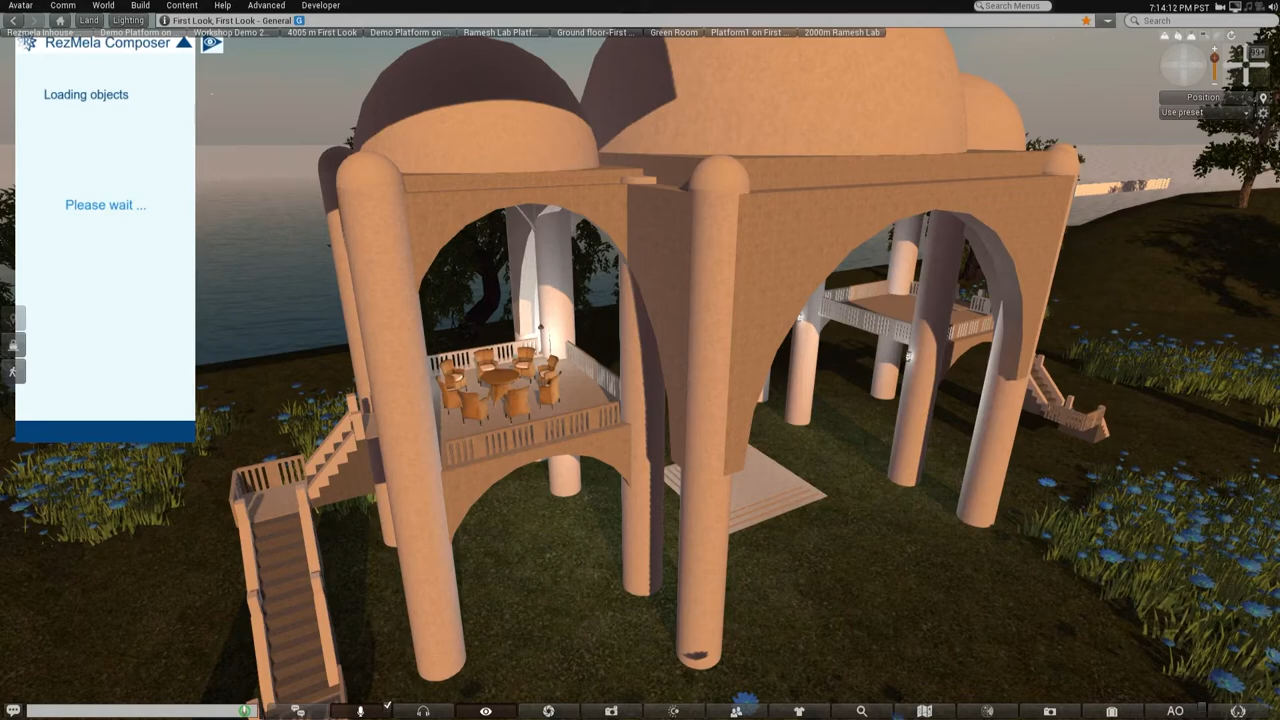 Avatar Comm World Build Content Help Advanced Developer
Search Menus
7:14:12 PM PST
Land Lighting First Look, First Look - General G
Search
Rezmela Inhouse Demo Platform on Workshop Demo 2... 4005 m First Look Demo Platform on ... Ramesh Lab Platf... Ground floor-First ... Green Room Platform1 on First ... 2000m Ramesh Lab
RezMela Composer
Loading objects
Please wait ...
Position
Use preset
AO